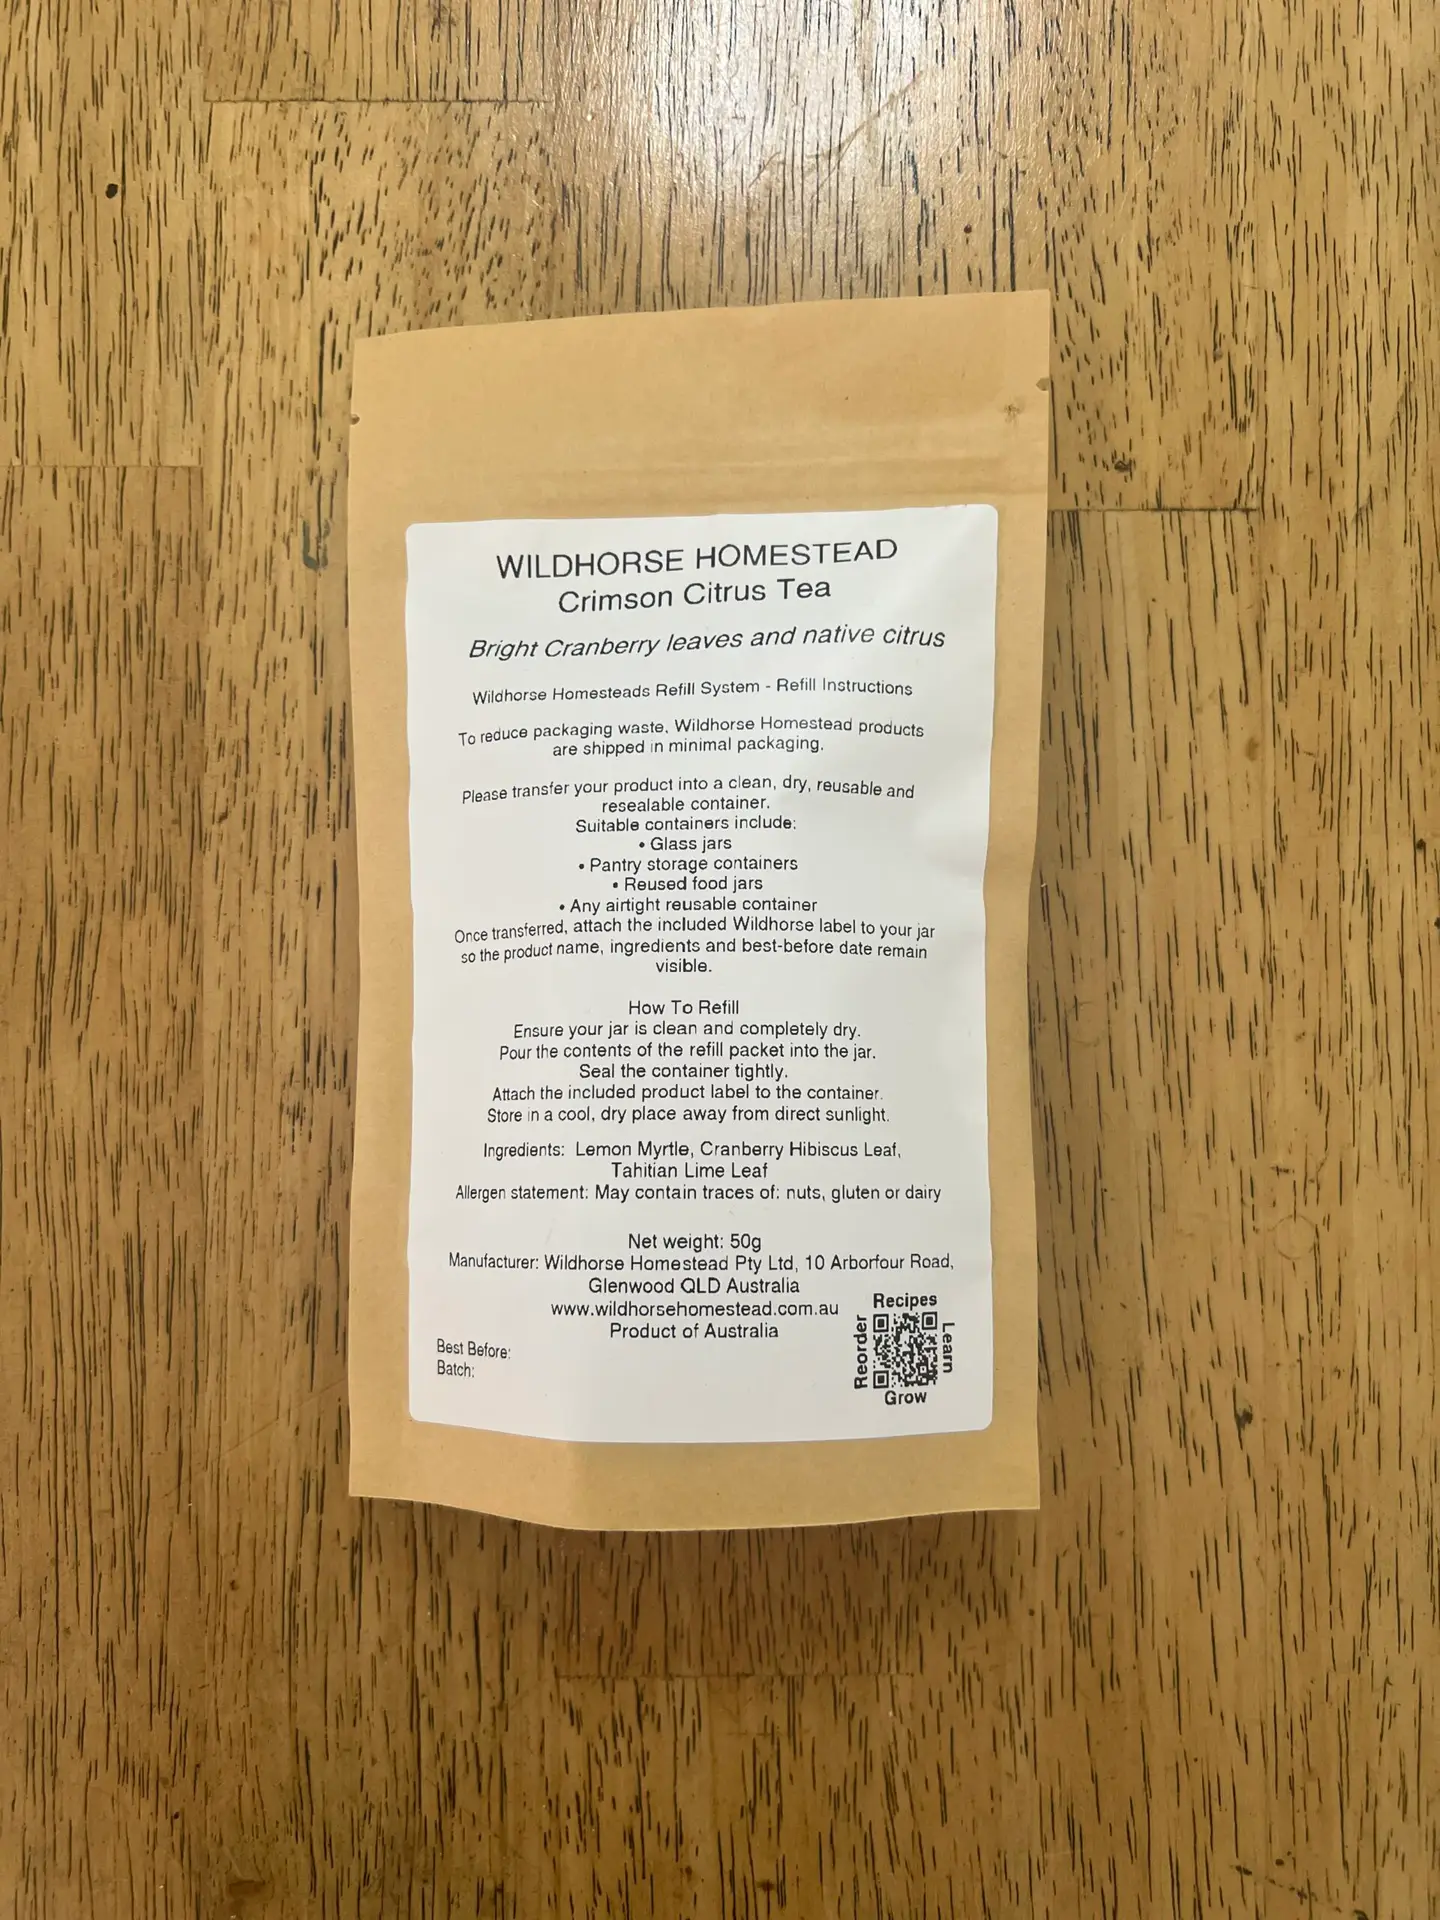 WILDHORSE HOMESTEAD
Crimson Citrus Tea
Bright Cranberry leaves and native citrus
Wildhorse Homesteads Refill System - Refill Instructions
To reduce packaging waste, Wildhorse Homestead products
are shipped in minimal packaging.
Please transfer your product into a clean, dry, reusable and
resealable container.
Suitable containers include:
• Glass jars
• Pantry storage containers
• Reused food jars
• Any airtight reusable container
Once transferred, attach the included Wildhorse label to your jar
so the product name, ingredients and best-before date remain
visible.
How To Refill
Ensure your jar is clean and completely dry.
Pour the contents of the refill packet into the jar.
Seal the container tightly.
Attach the included product label to the container.
Store in a cool, dry place away from direct sunlight.
Ingredients: Lemon Myrtle, Cranberry Hibiscus Leaf,
Tahitian Lime Leaf
Allergen statement: May contain traces of: nuts, gluten or dairy
Net weight: 50g
Manufacturer: Wildhorse Homestead Pty Ltd, 10 Arborfour Road,
Glenwood QLD Australia
www.wildhorsehomestead.com.au
Product of Australia
Best Before:
Batch:
Recipes
Reorder
Learn
Grow